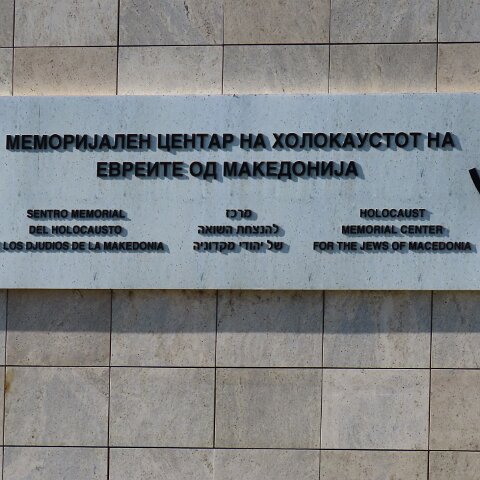 МЕМОРИЈАЛЕН ЦЕНТАР НА ХОЛОКАУСТОТ НА
ЕВРЕИТЕ ОД МАКЕДОНИЈА
SENTRO MEMORIAL
DEL HOLOCAUSTO
LOS DJUDIOS DE LA MAKEDONIA
מרכז
להנצחת השואה
של יהודי מקדוניה
HOLOCAUST
MEMORIAL CENTER
FOR THE JEWS OF MACEDONIA